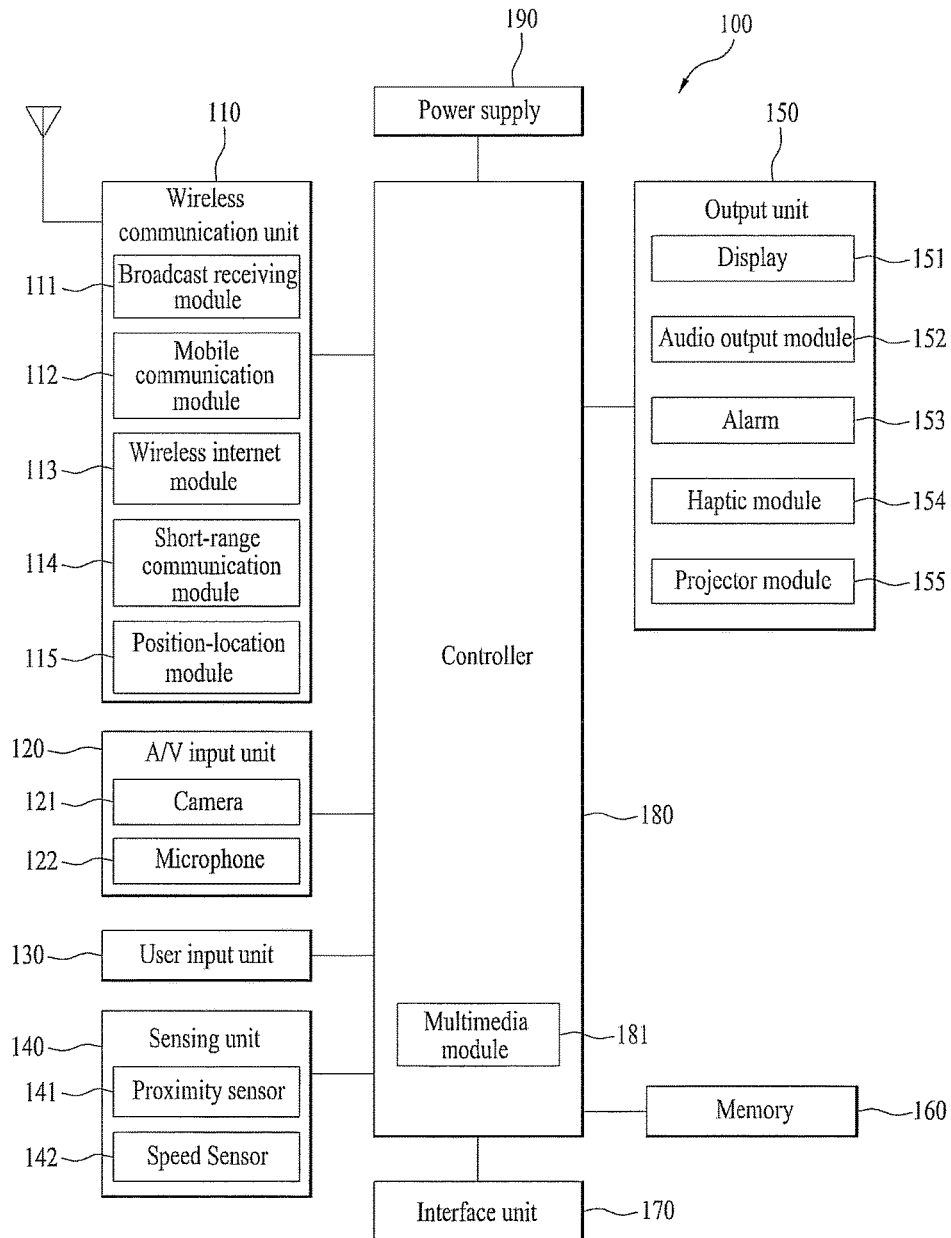 190
100
Power supply
110
150
Wireless
communication unit
Output unit
111
Broadcast receiving
module
Display
151
112
Mobile
communication
module
Audio output module
152
113
Wireless internet
module
Alarm
153
114
Short-range
communication
module
Haptic module
154
115
Position-location
module
Projector module
155
Controller
120
A/V input unit
121
Camera
180
122
Microphone
130
User input unit
140
Sensing unit
Multimedia
module
181
141
Proximity sensor
Memory
160
142
Speed Sensor
Interface unit
170